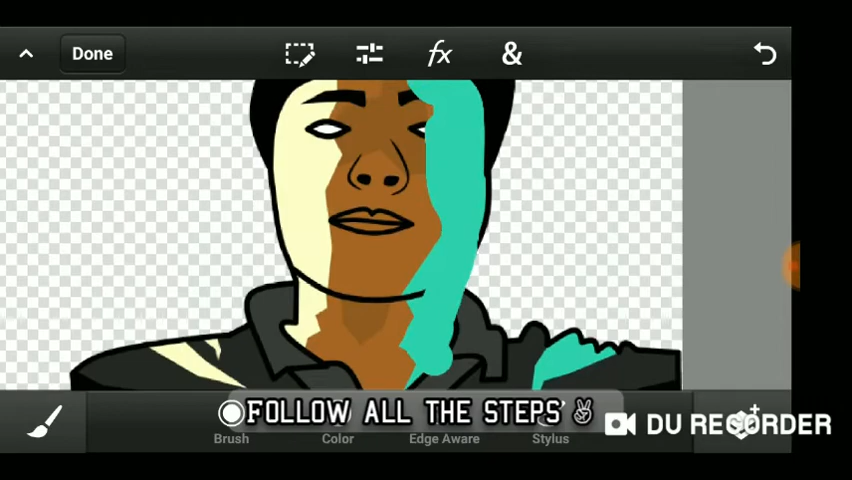 Done
fx
&
FOLLOW ALL THE STEPS✌
DU RECORDER
Brush
Color
Edge Aware
Stylus